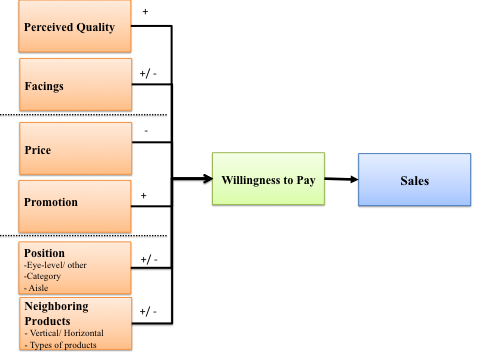 +
Perceived Quality
+/ -
Facings
-
Price
+
Promotion
Willingness to Pay
Sales
Position
-Eye-level/ other
-Category
- Aisle
+/ -
Neighboring
Products
- Vertical/ Horizontal
- Types of products
+/ -